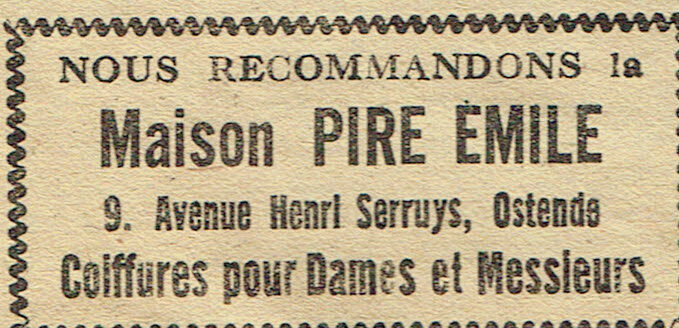 NOUS RECOMMANDONS la
Maison PIRE ÉMILE
9. Avenue Henri Serruys, Ostende
Coiffures pour Dames et Messieurs